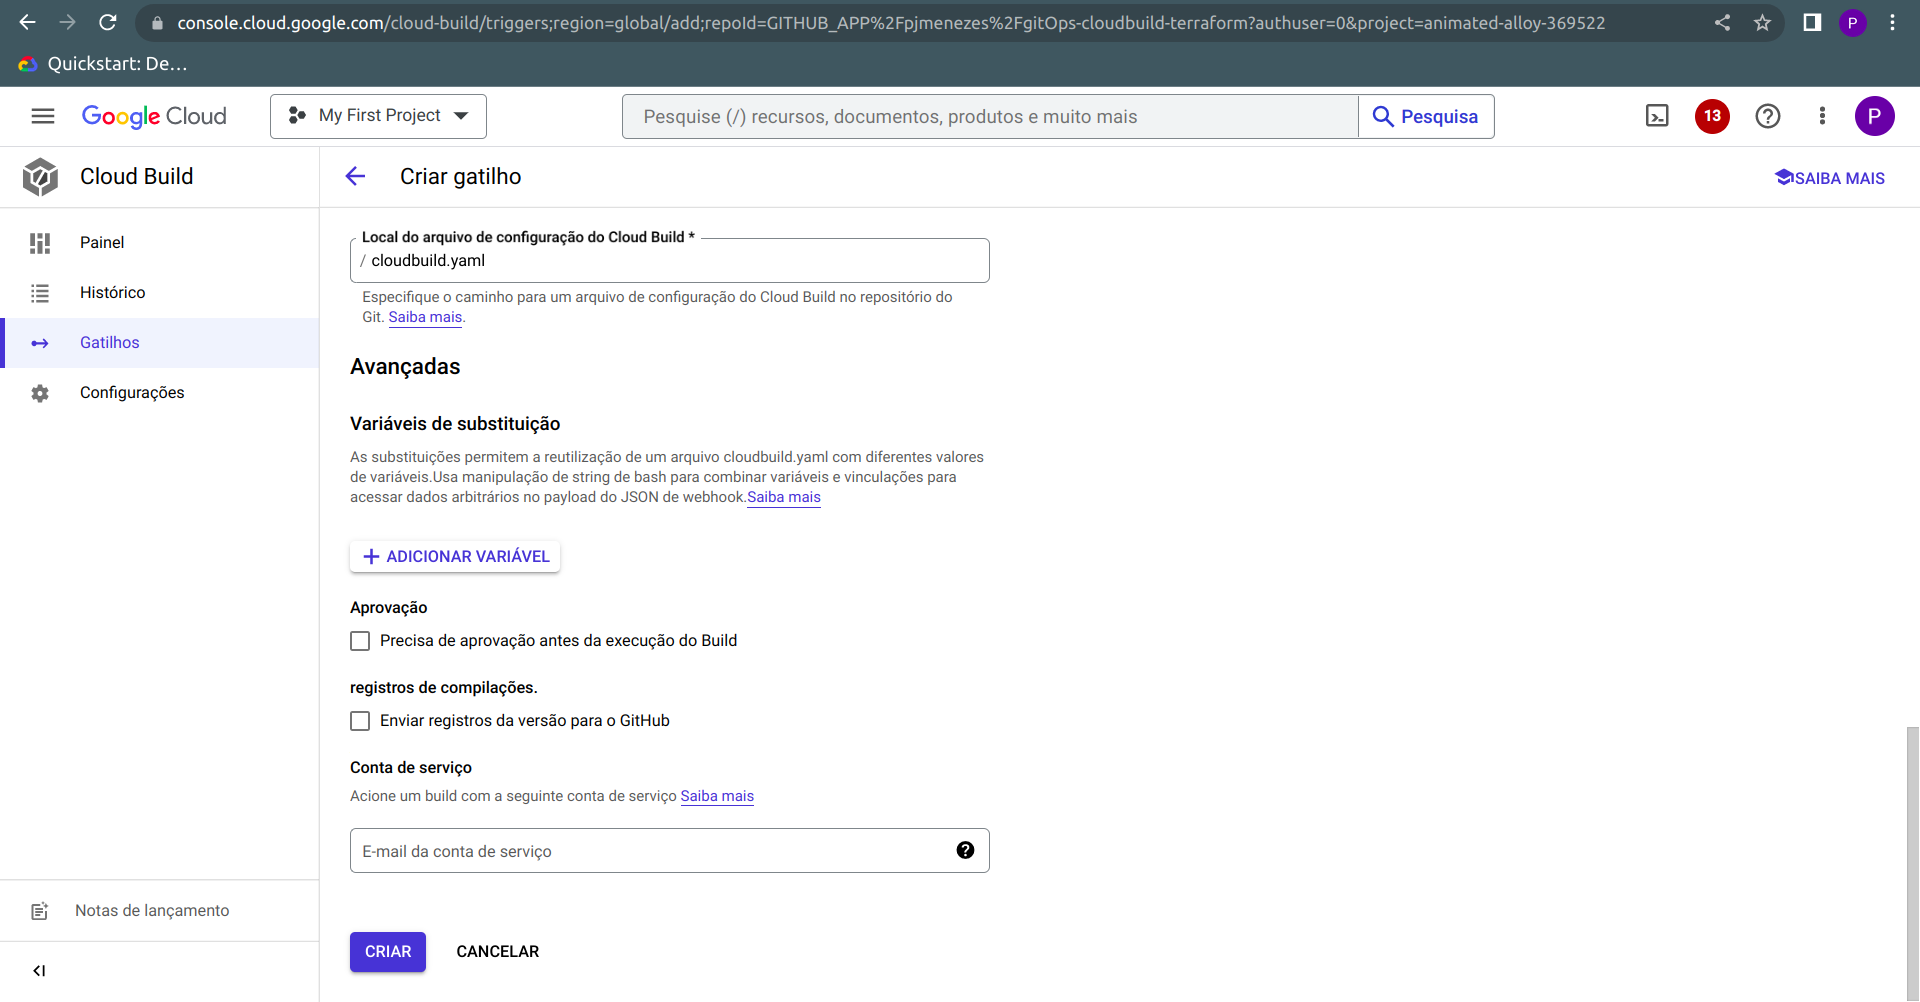 console.cloud.google.com/cloud-build/triggers;region=global/add;repoId=GITHUB_APP%2Fpjmenezes%2FgitOps-cloudbuild-terraform?authuser=0&project=animated-alloy-369522
P
Quickstart: De...
Google Cloud
My First Project
Pesquise (/) recursos, documentos, produtos e muito mais
Pesquisa
13
P
Cloud Build
Criar gatilho
SAIBA MAIS
Painel
Histórico
Gatilhos
Configurações
Local do arquivo de configuração do Cloud Build *
/ cloudbuild.yaml
Especifique o caminho para um arquivo de configuração do Cloud Build no repositório do
Git. Saiba mais.
Avançadas
Variáveis de substituição
As substituições permitem a reutilização de um arquivo cloudbuild.yaml com diferentes valores
de variáveis.Usa manipulação de string de bash para combinar variáveis e vinculações para
acessar dados arbitrários no payload do JSON de webhook.Saiba mais
ADICIONAR VARIÁVEL
Aprovação
Precisa de aprovação antes da execução do Build
registros de compilações.
Enviar registros da versão para o GitHub
Conta de serviço
Acione um build com a seguinte conta de serviço Saiba mais
E-mail da conta de serviço
Notas de lançamento
CRIAR
CANCELAR